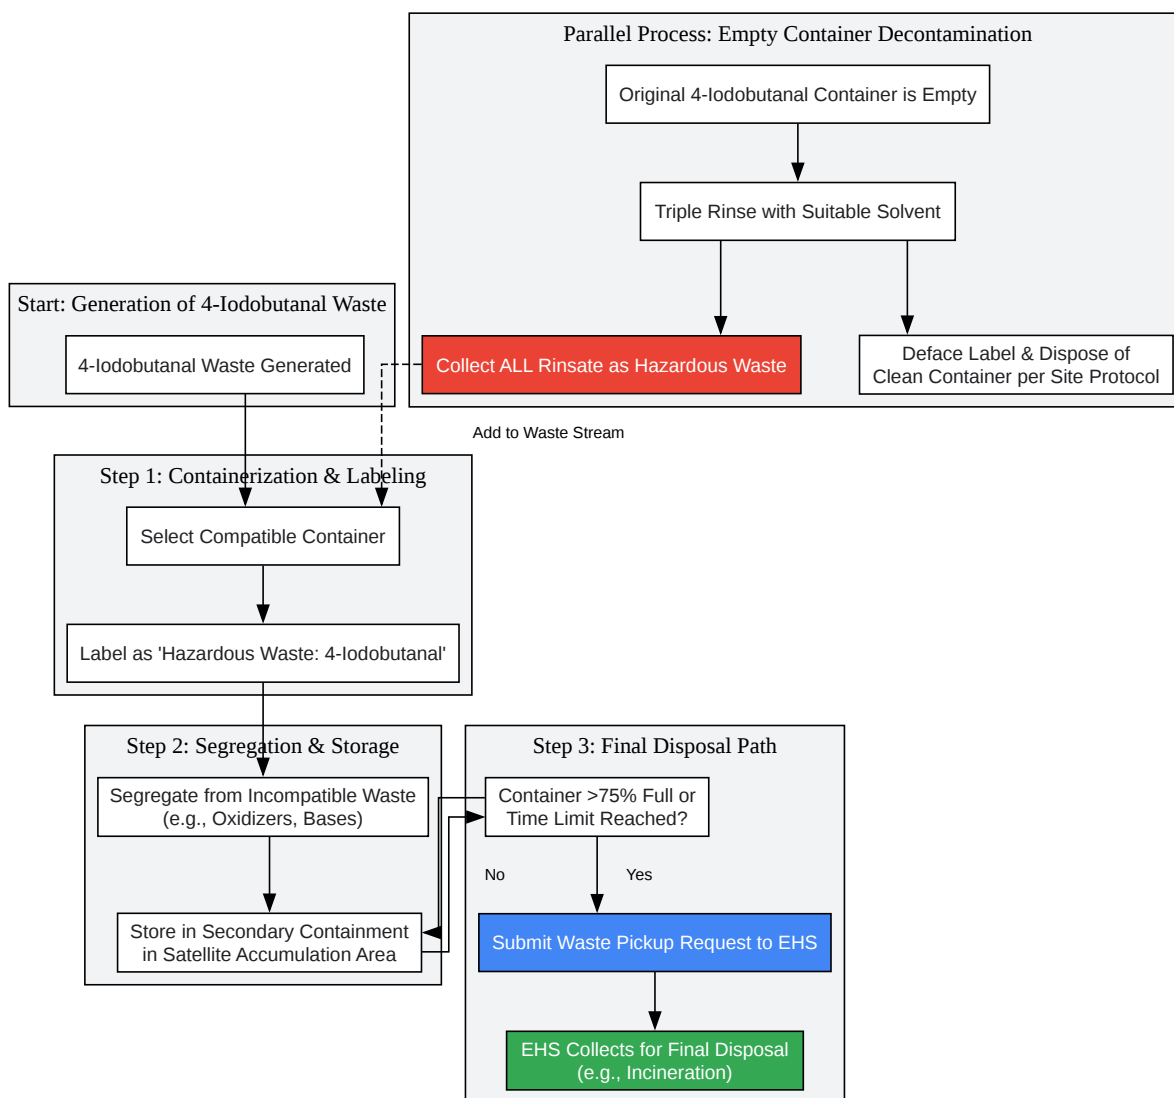 Parallel Process: Empty Container Decontamination
Original 4-Iodobutanal Container is Empty
Triple Rinse with Suitable Solvent
Collect ALL Rinsate as Hazardous Waste
Deface Label & Dispose of
Clean Container per Site Protocol
Start: Generation of 4-Iodobutanal Waste
4-Iodobutanal Waste Generated
Add to Waste Stream
Step 1: Containerization & Labeling
Select Compatible Container
Label as 'Hazardous Waste: 4-Iodobutanal'
Step 2: Segregation & Storage
Segregate from Incompatible Waste
(e.g., Oxidizers, Bases)
Store in Secondary Containment
in Satellite Accumulation Area
Step 3: Final Disposal Path
Container >75% Full or
Time Limit Reached?
No
Yes
Submit Waste Pickup Request to EHS
EHS Collects for Final Disposal
(e.g., Incineration)